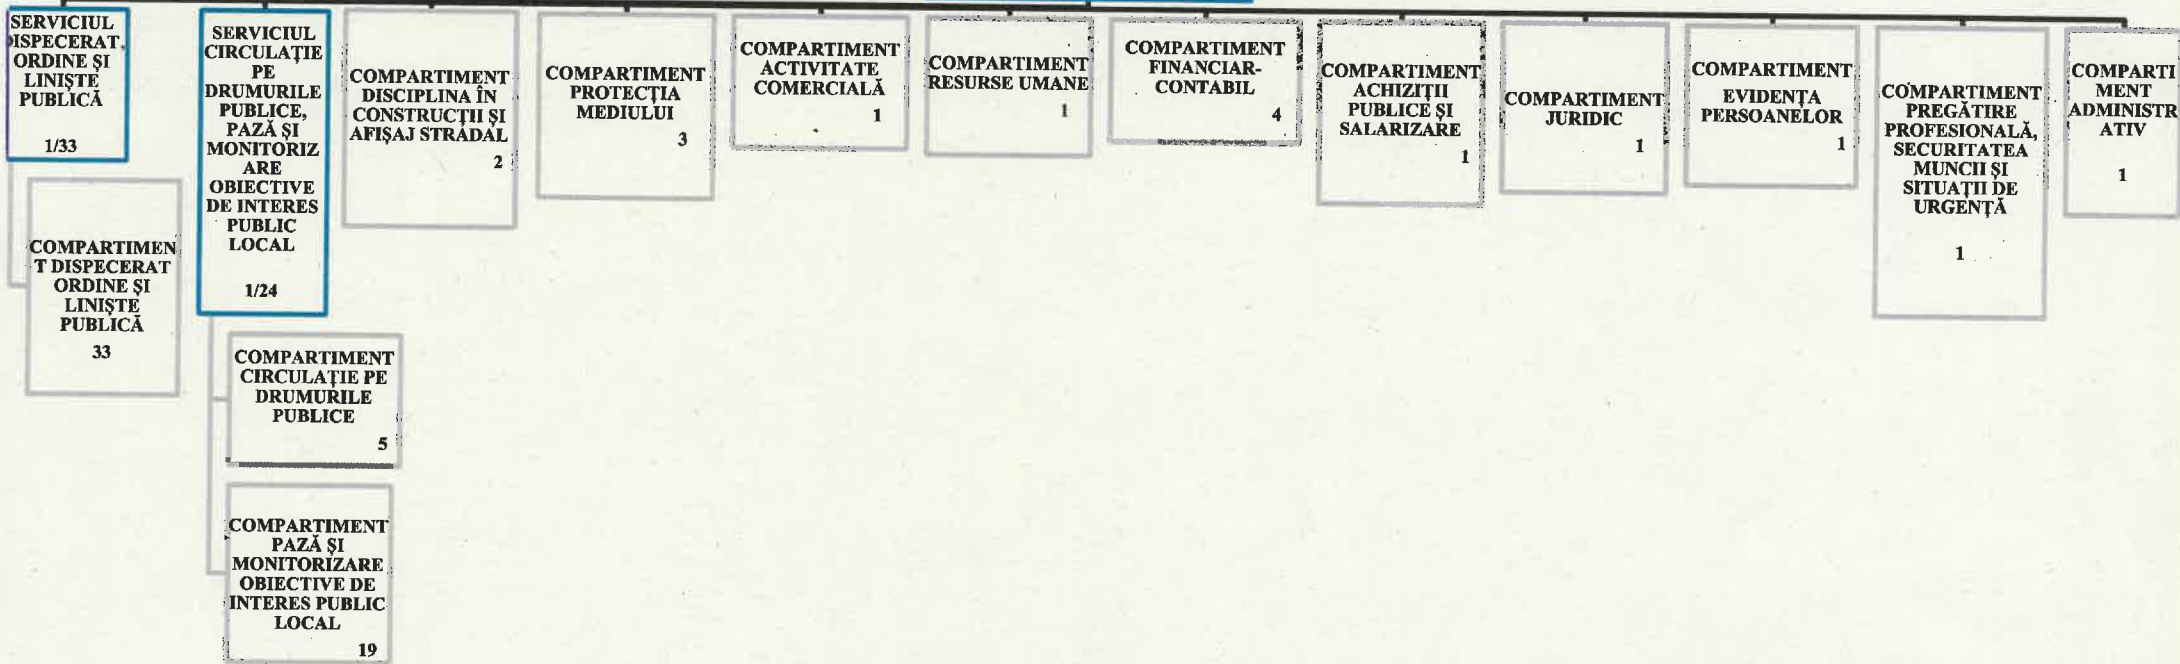 SERVICIUL
DISPECERAT
ORDINE ȘI
LINIȘTE
PUBLICĂ
1/33
COMPARTIMEN
T DISPECERAT
ORDINE ȘI
LINIȘTE
PUBLICĂ
33
SERVICIUL
CIRCULAȚIE
PE
DRUMURILE
PUBLICE,
PAZĂ ȘI
MONITORIZ
ARE
OBIECTIVE
DE INTERES
PUBLIC
LOCAL
1/24
COMPARTIMENT
CIRCULAȚIE PE
DRUMURILE
PUBLICE
5
COMPARTIMENT
PAZĂ ȘI
MONITORIZARE
OBIECTIVE DE
INTERES PUBLIC
LOCAL
19
COMPARTIMENT
DISCIPLINA ÎN
CONSTRUCȚII ȘI
AFIȘAJ STRADAL
2
COMPARTIMENT
PROTECȚIA
MEDIULUI
3
COMPARTIMENT
ACTIVITATE
COMERCIALĂ
1
COMPARTIMENT
RESURSE UMANE
1
COMPARTIMENT
FINANCIAR-
CONTABIL
4
COMPARTIMENT
ACHIZIȚII
PUBLICE ȘI
SALARIZARE
1
COMPARTIMENT
JURIDIC
1
COMPARTIMENT
EVIDENȚA
PERSOANELOR
1
COMPARTIMENT
PREGĂTIRE
PROFESIONALĂ,
SECURITATEA
MUNCII ȘI
SITUAȚII DE
URGENȚĂ
1
COMPARTI
MENT
ADMINISTR
ATIV
1